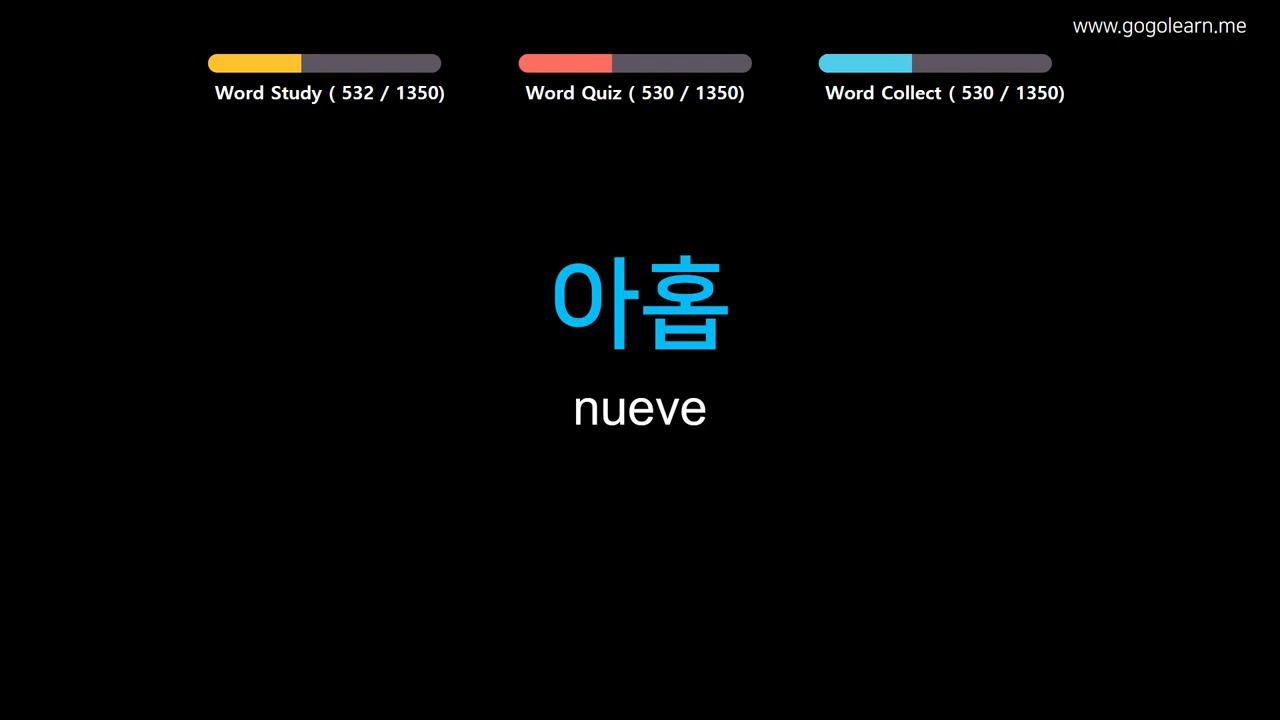 www.gogolearn.me
Word Study ( 532 / 1350)
Word Quiz ( 530 / 1350)
Word Collect ( 530 / 1350)
아홉
nueve